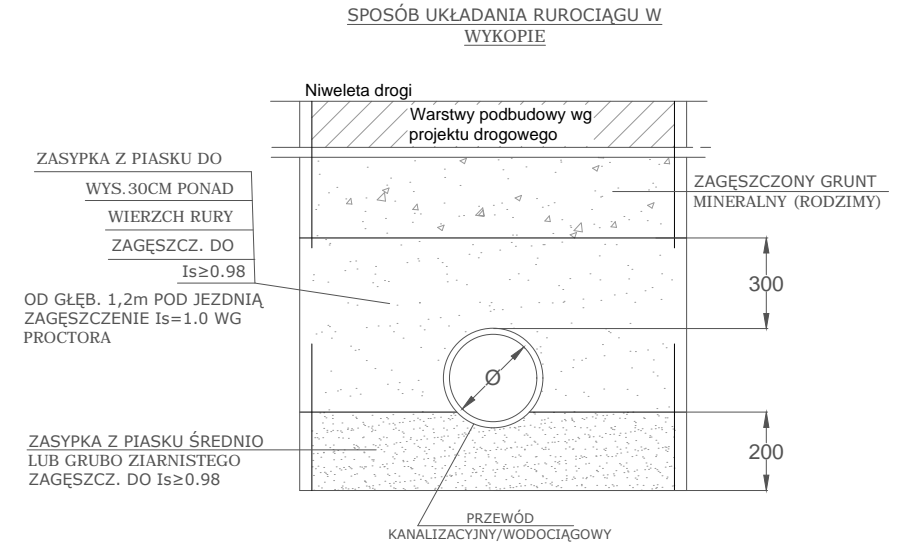 SPOSÓB UKŁADANIA RUROCIĄGU W
WYKOPIE
Niweleta drogi
Warstwy podbudowy wg
projektu drogowego
ZASYPKA Z PIASKU DO
WYS.30CM PONAD
WIERZCH RURY
ZAGĘSZCZ. DO
Is≥0.98
OD GŁĘB. 1,2m POD JEZDNIĄ
ZAGĘSZCZENIE Is=1.0 WG
PROCTORA
ZAGĘSZCZONY GRUNT
MINERALNY (RODZIMY)
300
Ø
ZASYPKA Z PIASKU ŚREDNIO
LUB GRUBO ZIARNISTEGO
ZAGĘSZCZ. DO Is≥0.98
200
PRZEWÓD
KANALIZACYJNY/WODOCIĄGOWY